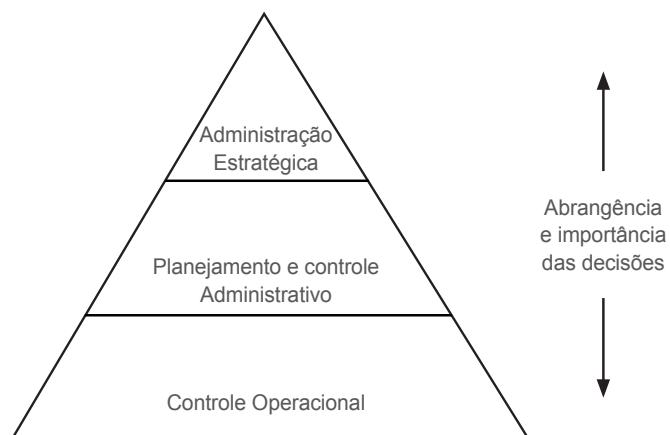 Administração
Estratégica
Planejamento e controle
Administrativo
Controle Operacional
Abrangência
e importância
das decisões